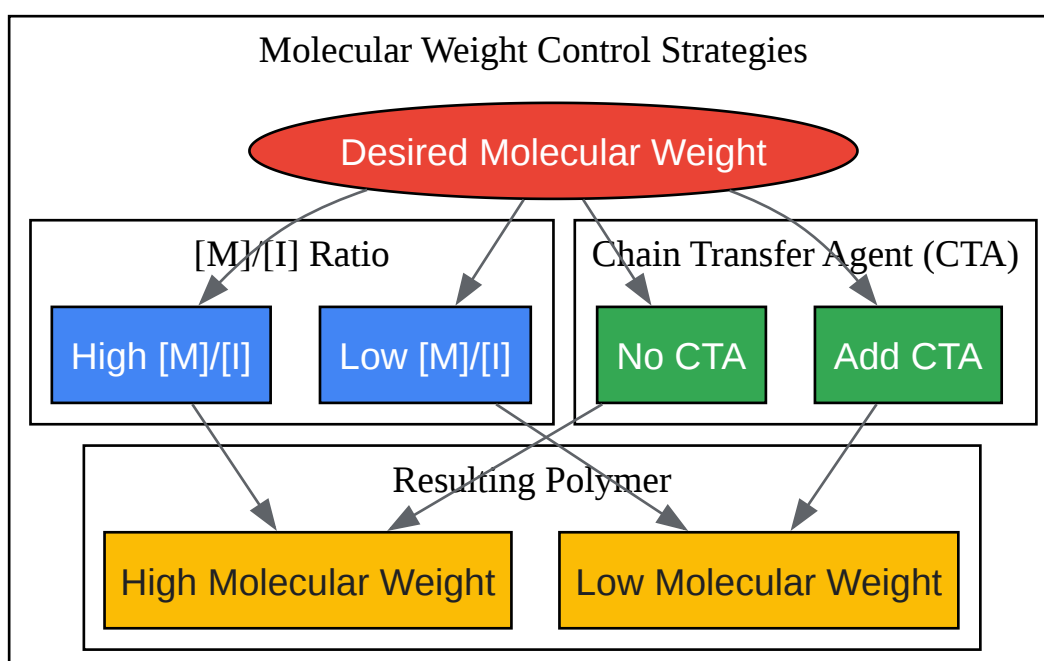 Molecular Weight Control Strategies
Desired Molecular Weight
[M]/[I] Ratio
Chain Transfer Agent (CTA)
High [M]/[I]
Low [M]/[I]
No CTA
Add CTA
Resulting Polymer
High Molecular Weight
Low Molecular Weight